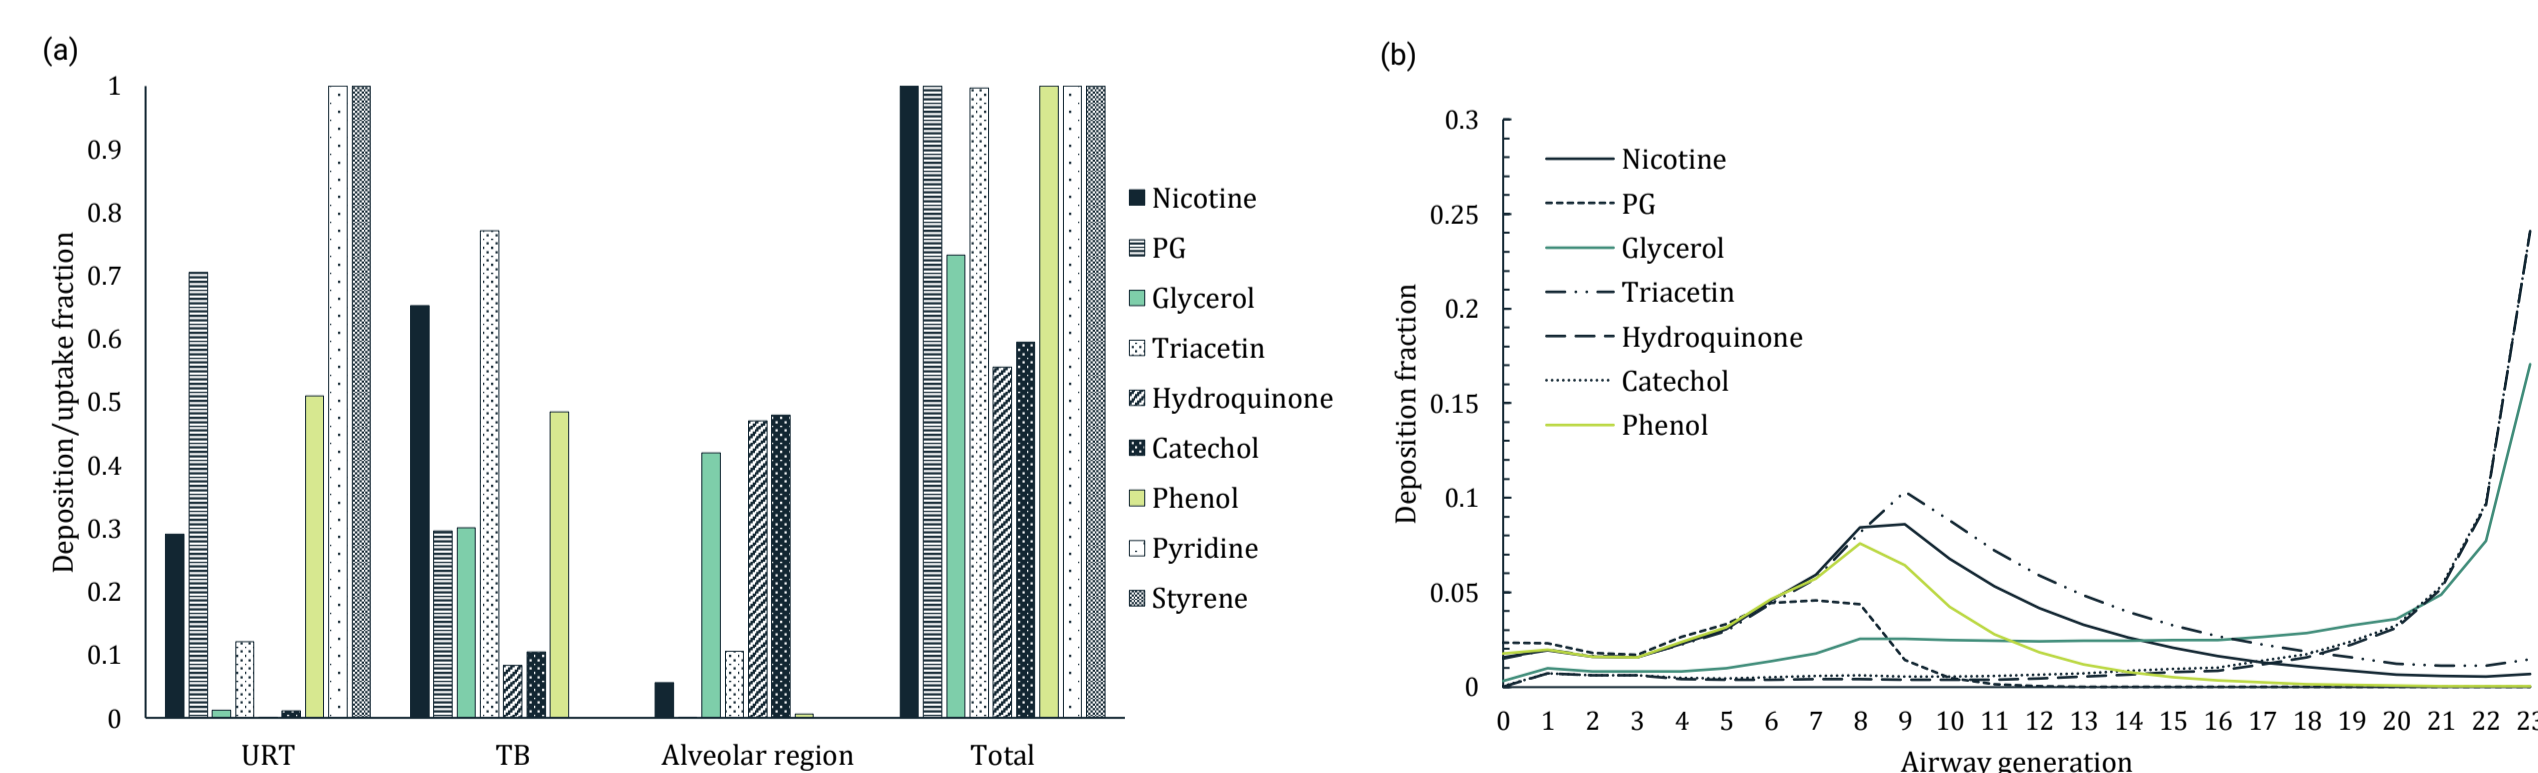 (a)
Deposition/uptake fraction
1
0.9
0.8
0.7
0.6
0.5
0.4
0.3
0.2
0.1
0
URT
TB
Alveolar region
Total
Nicotine
PG
Glycerol
Triacetin
Hydroquinone
Catechol
Phenol
Pyridine
Styrene
(b)
Deposition fraction
0.3
0.25
0.2
0.15
0.1
0.05
0
Nicotine
PG
Glycerol
Triacetin
Hydroquinone
Catechol
Phenol
0 1 2 3 4 5 6 7 8 9 10 11 12 13 14 15 16 17 18 19 20 21 22 23
Airway generation